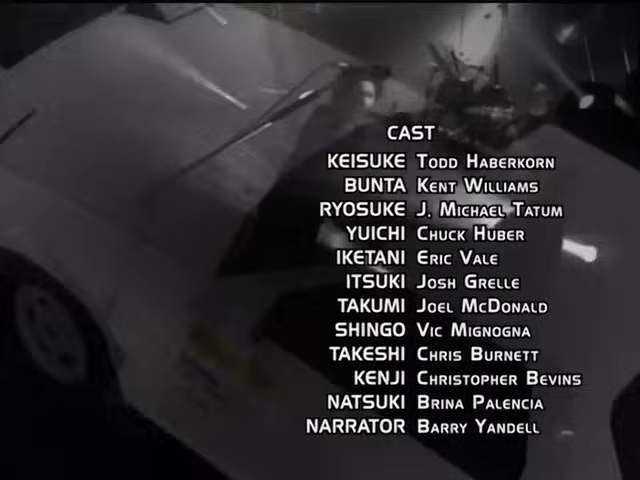 CAST
KEISUKE Todd Haberkorn
BUNTA Kent Williams
RYOSUKE J. Michael Tatum
YUICHI Chuck Huber
IKETANI Eric Vale
ITSUKI Josh Grelle
TAKUMI Joel McDonald
SHINGO Vic Mignogna
TAKESHI Chris Burnett
KENJI Christopher Bevins
NATSUKI Brina Palencia
NARRATOR Barry Yandell